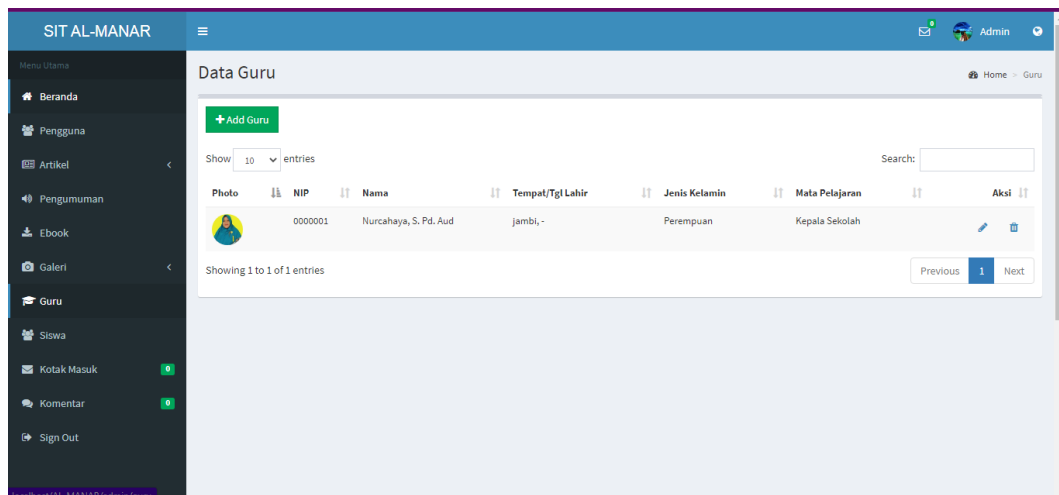 SIT AL-MANAR
0
Admin
Menu Utama
Beranda
Pengguna
Artikel
Pengumuman
Ebook
Galeri
Guru
Siswa
Kotak Masuk 0
Komentar 0
Sign Out
Data Guru
Home > Guru
+ Add Guru
Show 10 entries
Search:
Photo NIP Nama Tempat/Tgl Lahir Jenis Kelamin Mata Pelajaran Aksi
0000001 Nurcahaya, S. Pd. Aud jambi, - Perempuan Kepala Sekolah
Showing 1 to 1 of 1 entries
Previous 1 Next